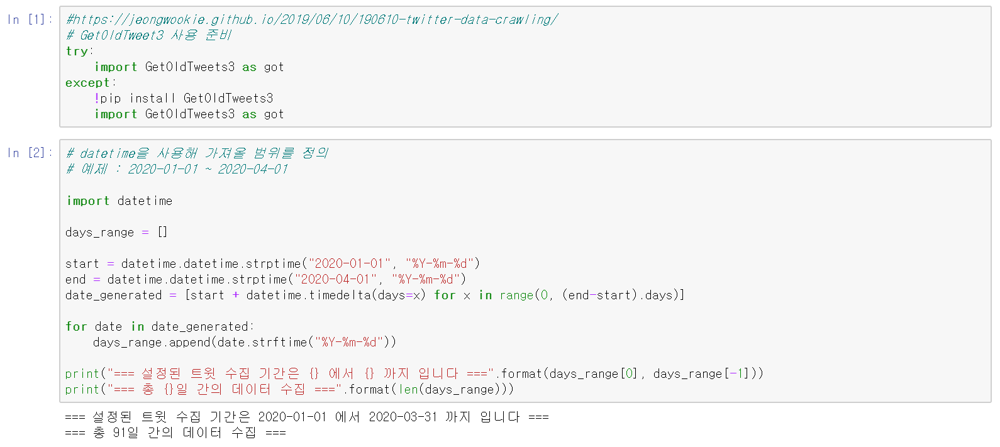 In [1]:
#https://jeongwookie.github.io/2019/06/10/190610-twitter-data-crawling/
# GetOldTweet3 사용 준비
try:
    import GetOldTweets3 as got
except:
    !pip install GetOldTweets3
    import GetOldTweets3 as got
In [2]:
# datetime을 사용해 가져올 범위를 정의
# 예제 : 2020-01-01 ~ 2020-04-01
import datetime
days_range = []
start = datetime.datetime.strptime("2020-01-01", "%Y-%m-%d")
end = datetime.datetime.strptime("2020-04-01", "%Y-%m-%d")
date_generated = [start + datetime.timedelta(days=x) for x in range(0, (end-start).days)]
for date in date_generated:
    days_range.append(date.strftime("%Y-%m-%d"))
print("=== 설정된 트윗 수집 기간은 {} 에서 {} 까지 입니다 ===".format(days_range[0], days_range[-1]))
print("=== 총 {}일 간의 데이터 수집 ===".format(len(days_range)))
=== 설정된 트윗 수집 기간은 2020-01-01 에서 2020-03-31 까지 입니다 ===
=== 총 91일 간의 데이터 수집 ===